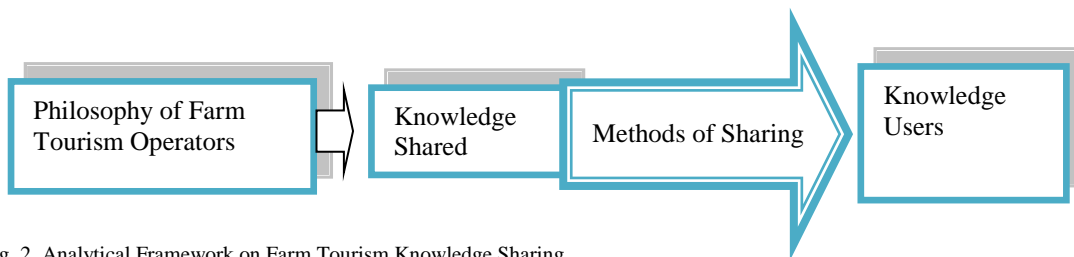 Philosophy of Farm
Tourism Operators
Knowledge
Shared
Methods of Sharing
Knowledge
Users
g. 2. Analytical Framework on Farm Tourism Knowledge Sharing